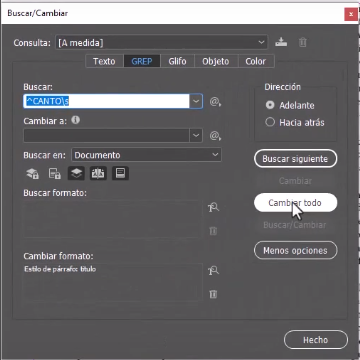 Buscar/Cambiar
x
Consulta: [A medida]
Texto GREP Glifo Objeto Color
Buscar:
^CANTO\s
Cambiar a:
Buscar en: Documento
Buscar formato:
Cambiar formato:
Estilo de párrafo: titulo
Dirección
Adelante
Hacia atrás
Buscar siguiente
Cambiar
Cambiar todo
Buscar/Cambiar
Menos opciones
Hecho